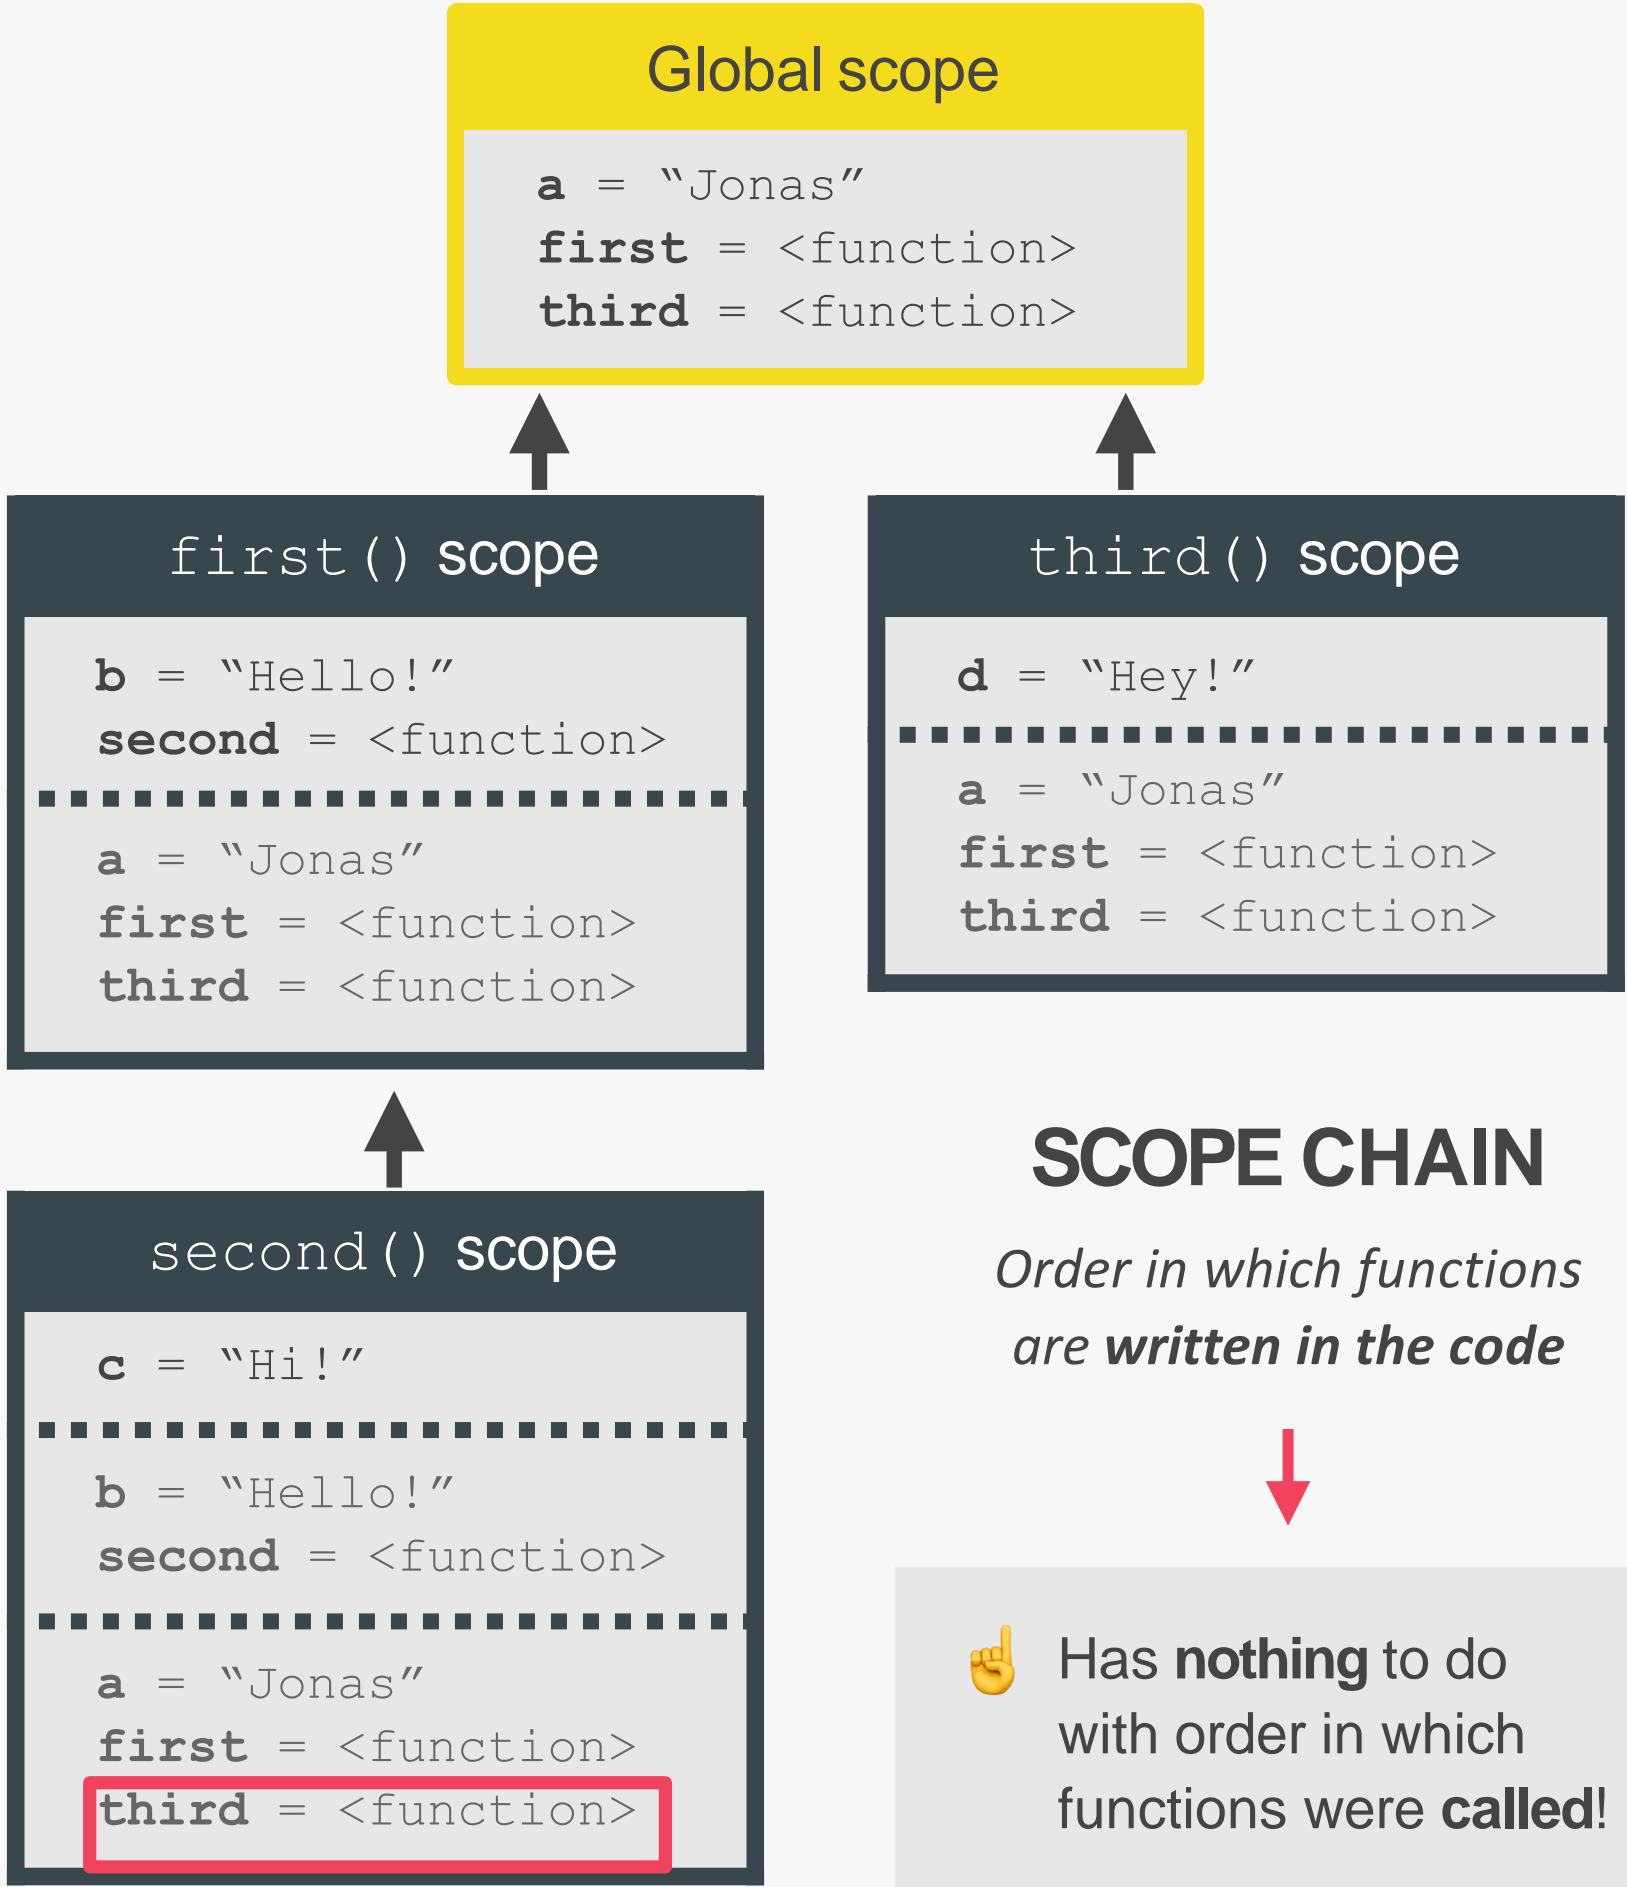 Global scope
a = “Jonas”
first = <function>
third = <function>
first() scope
b = “Hello!”
second = <function>
a = “Jonas”
first = <function>
third = <function>
third() scope
d = “Hey!”
a = “Jonas”
first = <function>
third = <function>
second() scope
c = “Hi!”
b = “Hello!”
second = <function>
a = “Jonas”
first = <function>
third = <function>
SCOPE CHAIN
Order in which functions
are written in the code
☝ Has nothing to do
with order in which
functions were called!